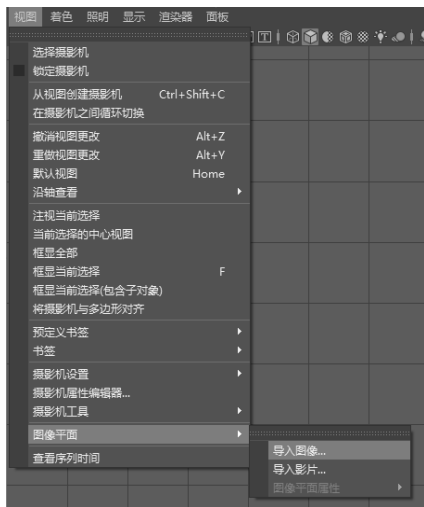 视图 着色 照明 显示 渲染器 面板
选择摄影机
锁定摄影机
从视图创建摄影机 Ctrl+Shift+C
在摄影机之间循环切换
撤消视图更改 Alt+Z
重做视图更改 Alt+Y
默认视图 Home
沿轴查看
注视当前选择
当前选择的中心视图
框显全部
框显当前选择 F
框显当前选择(包含子对象)
将摄影机与多边形对齐
预定义书签
书签
摄影机设置
摄影机属性编辑器...
摄影机工具
图像平面
导入图像...
查看序列时间
导入影片...
图像平面属性